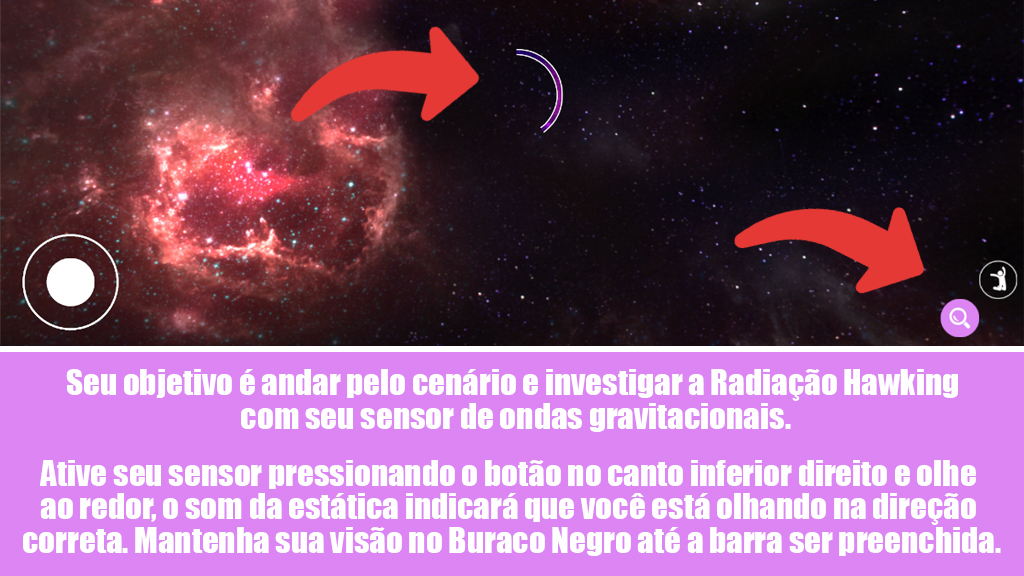 Seu objetivo é andar pelo cenário e investigar a Radiação Hawking
com seu sensor de ondas gravitacionais.
Ative seu sensor pressionando o botão no canto inferior direito e olhe
ao redor, o som da estática indicará que você está olhando na direção
correta. Mantenha sua visão no Buraco Negro até a barra ser preenchida.